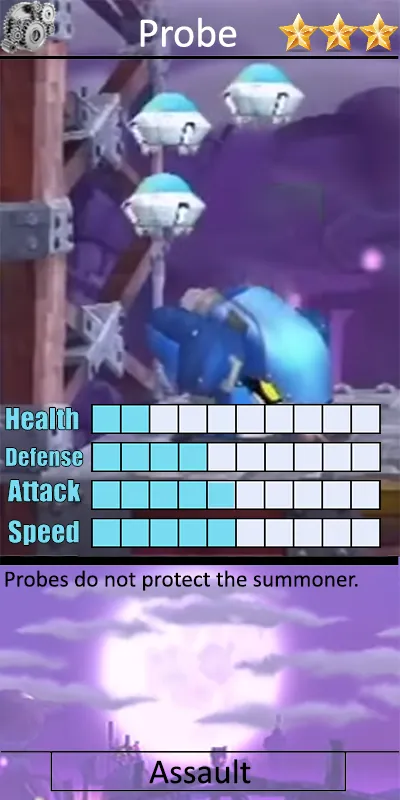 Probe
Health
Defense
Attack
Speed
Probes do not protect the summoner.
Assault